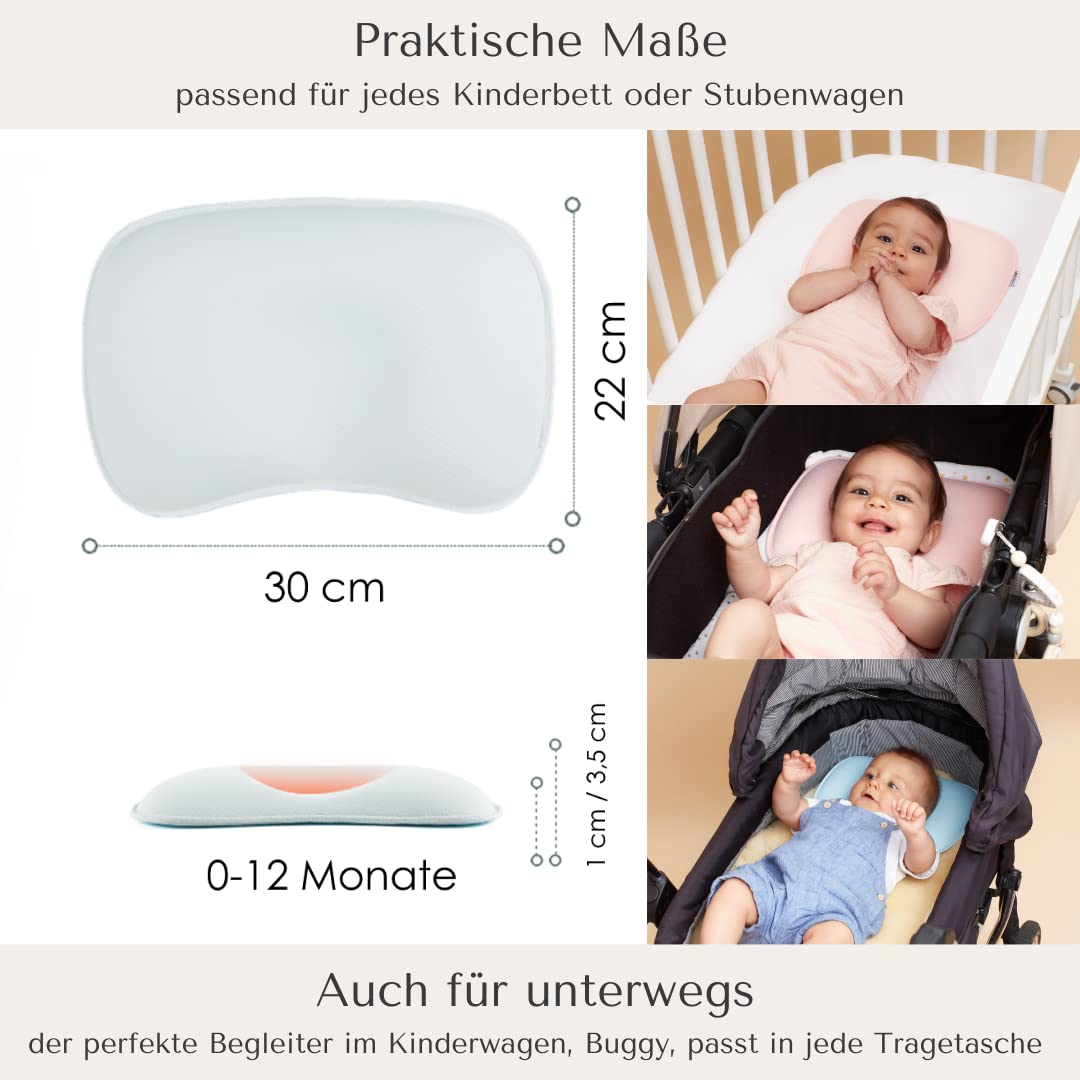 Praktische Maße
passend für jedes Kinderbett oder Stubenwagen
22 cm
30 cm
1 cm / 3,5 cm
0-12 Monate
Auch für unterwegs
der perfekte Begleiter im Kinderwagen, Buggy, passt in jede Tragetasche